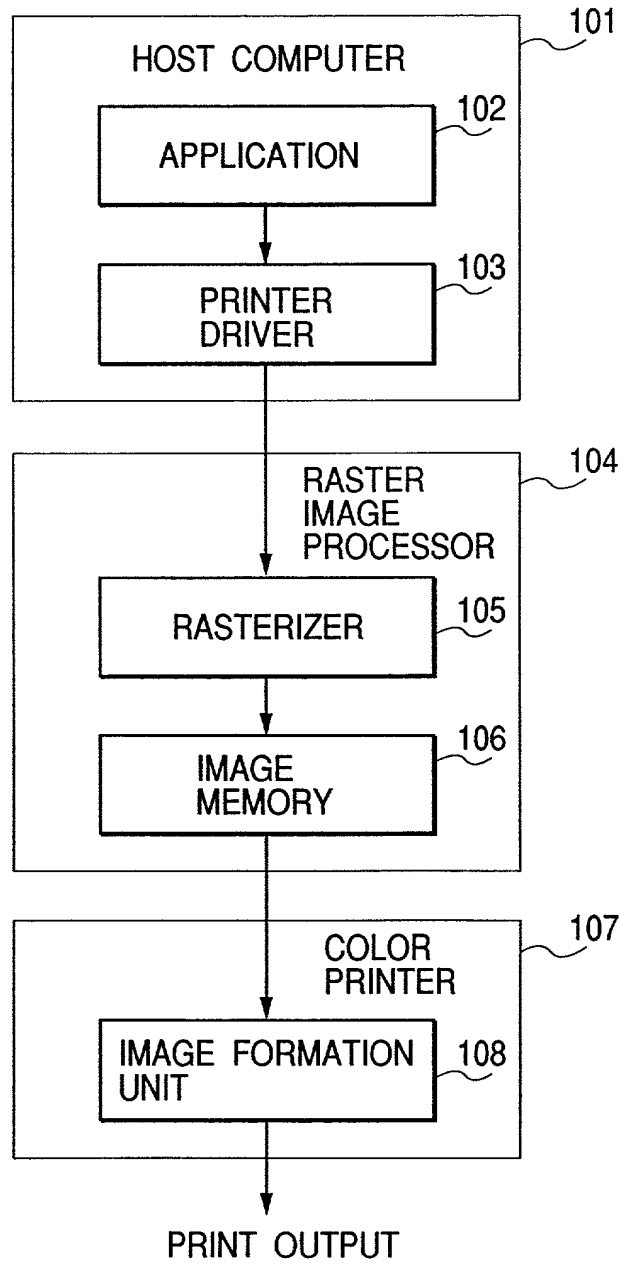 101
HOST COMPUTER
102
APPLICATION
103
PRINTER
DRIVER
104
RASTER
IMAGE
PROCESSOR
105
RASTERIZER
106
IMAGE
MEMORY
107
COLOR
PRINTER
108
IMAGE FORMATION
UNIT
PRINT OUTPUT